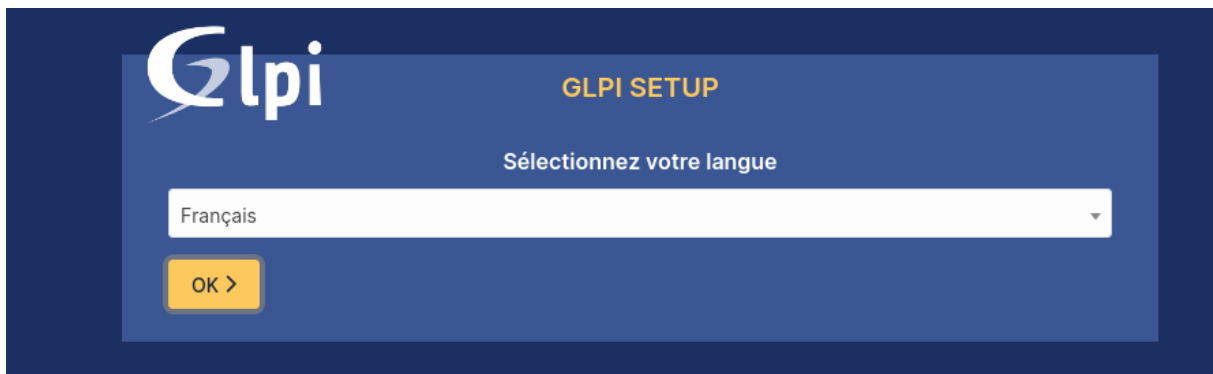 Glpi
GLPI SETUP
Sélectionnez votre langue
Français
OK